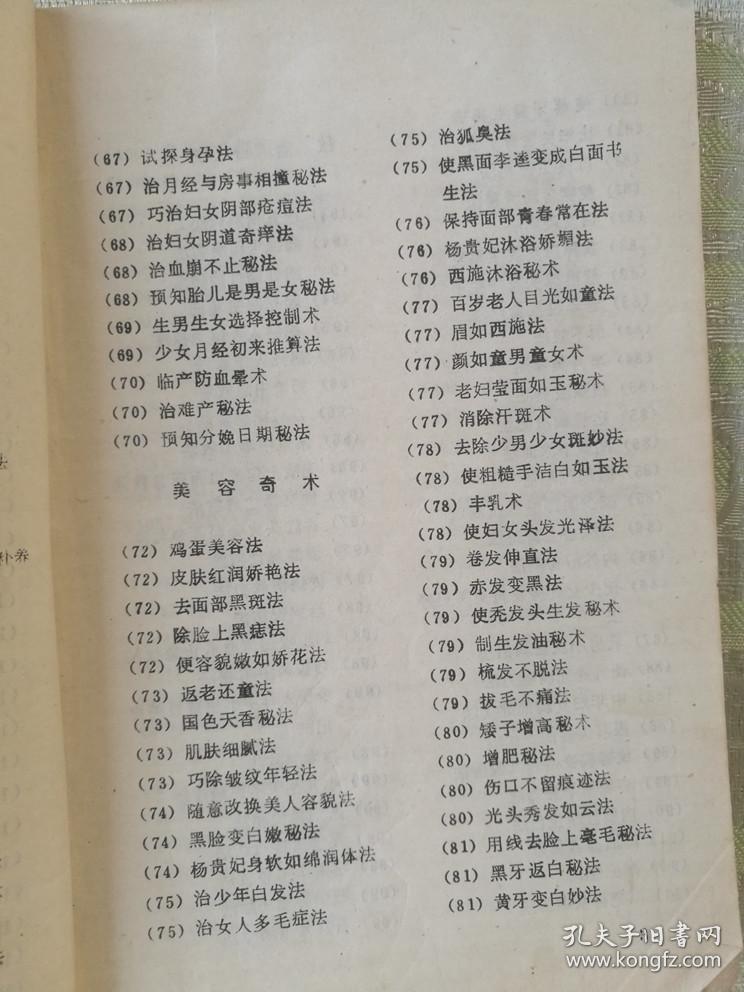 (67) 试探身孕法
(67) 治月经与房事相撞秘法
(67) 巧治妇女阴部疮痘法
(68) 治妇女阴道奇痒法
(68) 治血崩不止秘法
(68) 预知胎儿是男是女秘法
(69) 生男生女选择控制术
(69) 少女月经初来推算法
(70) 临产防血晕术
(70) 治难产秘法
(70) 预知分娩日期秘法
美容奇术
(72) 鸡蛋美容法
(72) 皮肤红润娇艳法
(72) 去面部黑斑法
(72) 除脸上黑痣法
(72) 便容貌嫩如娇花法
(73) 返老还童法
(73) 国色天香秘法
(73) 肌肤细腻法
(73) 巧除皱纹年轻法
(74) 随意改换美人容貌法
(74) 黑脸变白嫩秘法
(74) 杨贵妃身软如绵润体法
(75) 治少年白发法
(75) 治女人多毛症法
(75) 治狐臭法
(75) 使黑面李逵变成白面书
生法
(76) 保持面部青春常在法
(76) 杨贵妃沐浴娇媚法
(76) 西施沐浴秘术
(77) 百岁老人目光如童法
(77) 眉如西施法
(77) 颜如童男童女术
(77) 老妇莹面如玉秘术
(77) 消除汗斑术
(78) 去除少男少女斑妙法
(78) 使粗糙手洁白如玉法
(78) 丰乳术
(78) 使妇女头发光泽法
(79) 卷发伸直法
(79) 赤发变黑法
(79) 使秃发头生发秘术
(79) 制生发油秘术
(79) 梳发不脱法
(79) 拔毛不痛法
(80) 矮子增高秘术
(80) 增肥秘法
(80) 伤口不留痕迹法
(80) 光头秀发如云法
(81) 用线去脸上毫毛秘法
(81) 黑牙返白秘法
(81) 黄牙变白妙法
补养
孔夫子旧书网
www.kongfz.com